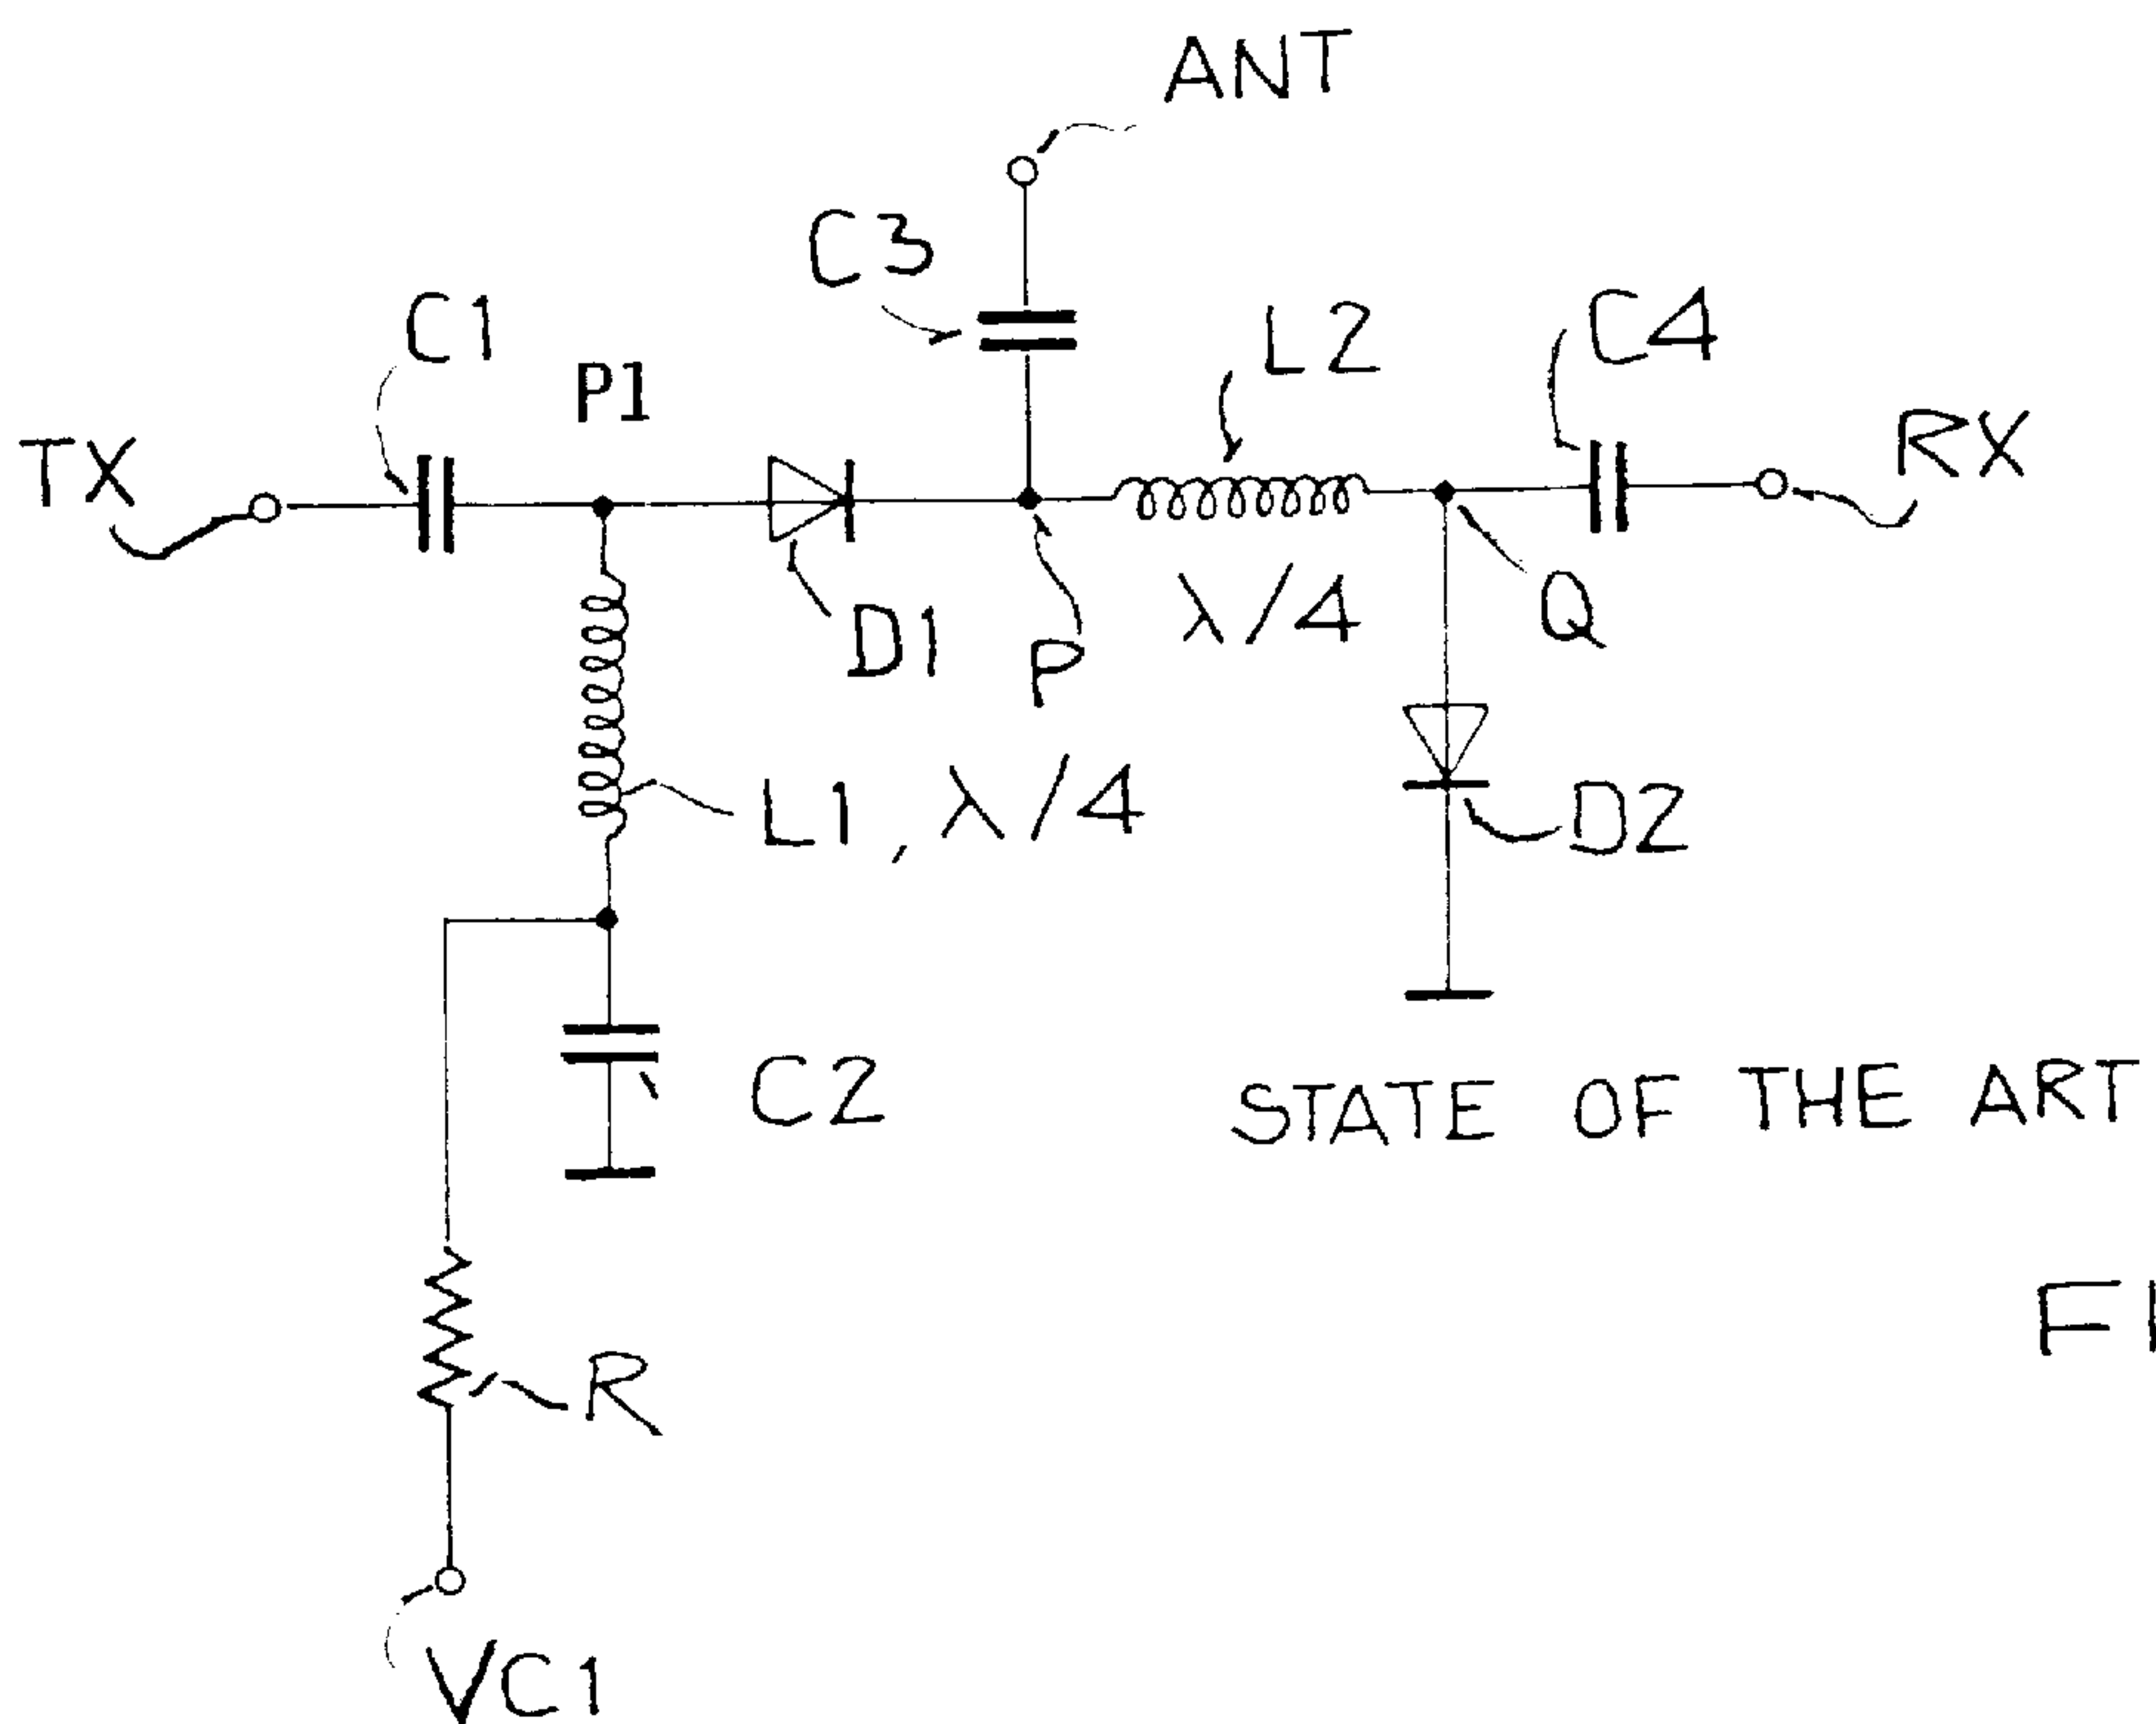 ANT
C3
C1
L2
C4
P1
TX
RX
λ/4
Q
D1
P
L1, λ/4
D2
C2
STATE OF THE ART
R
VC1